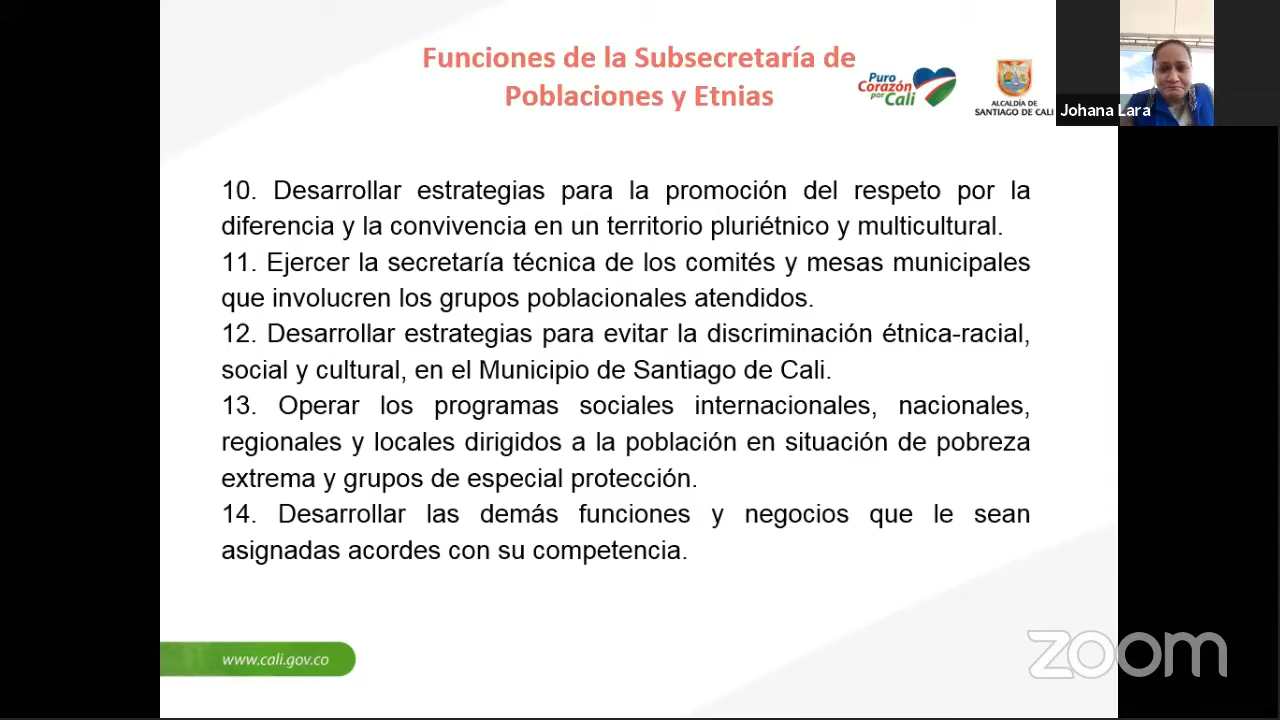 Funciones de la Subsecretaría de
Poblaciones y Etnias
Puro
Corazón
por Cali
ALCALDÍA DE
SANTIAGO DE CALI
Johana Lara
10. Desarrollar estrategias para la promoción del respeto por la
diferencia y la convivencia en un territorio pluriétnico y multicultural.
11. Ejercer la secretaría técnica de los comités y mesas municipales
que involucren los grupos poblacionales atendidos.
12. Desarrollar estrategias para evitar la discriminación étnica-racial,
social y cultural, en el Municipio de Santiago de Cali.
13. Operar los programas sociales internacionales, nacionales,
regionales y locales dirigidos a la población en situación de pobreza
extrema y grupos de especial protección.
14. Desarrollar las demás funciones y negocios que le sean
asignadas acordes con su competencia.
www.cali.gov.co
zoom